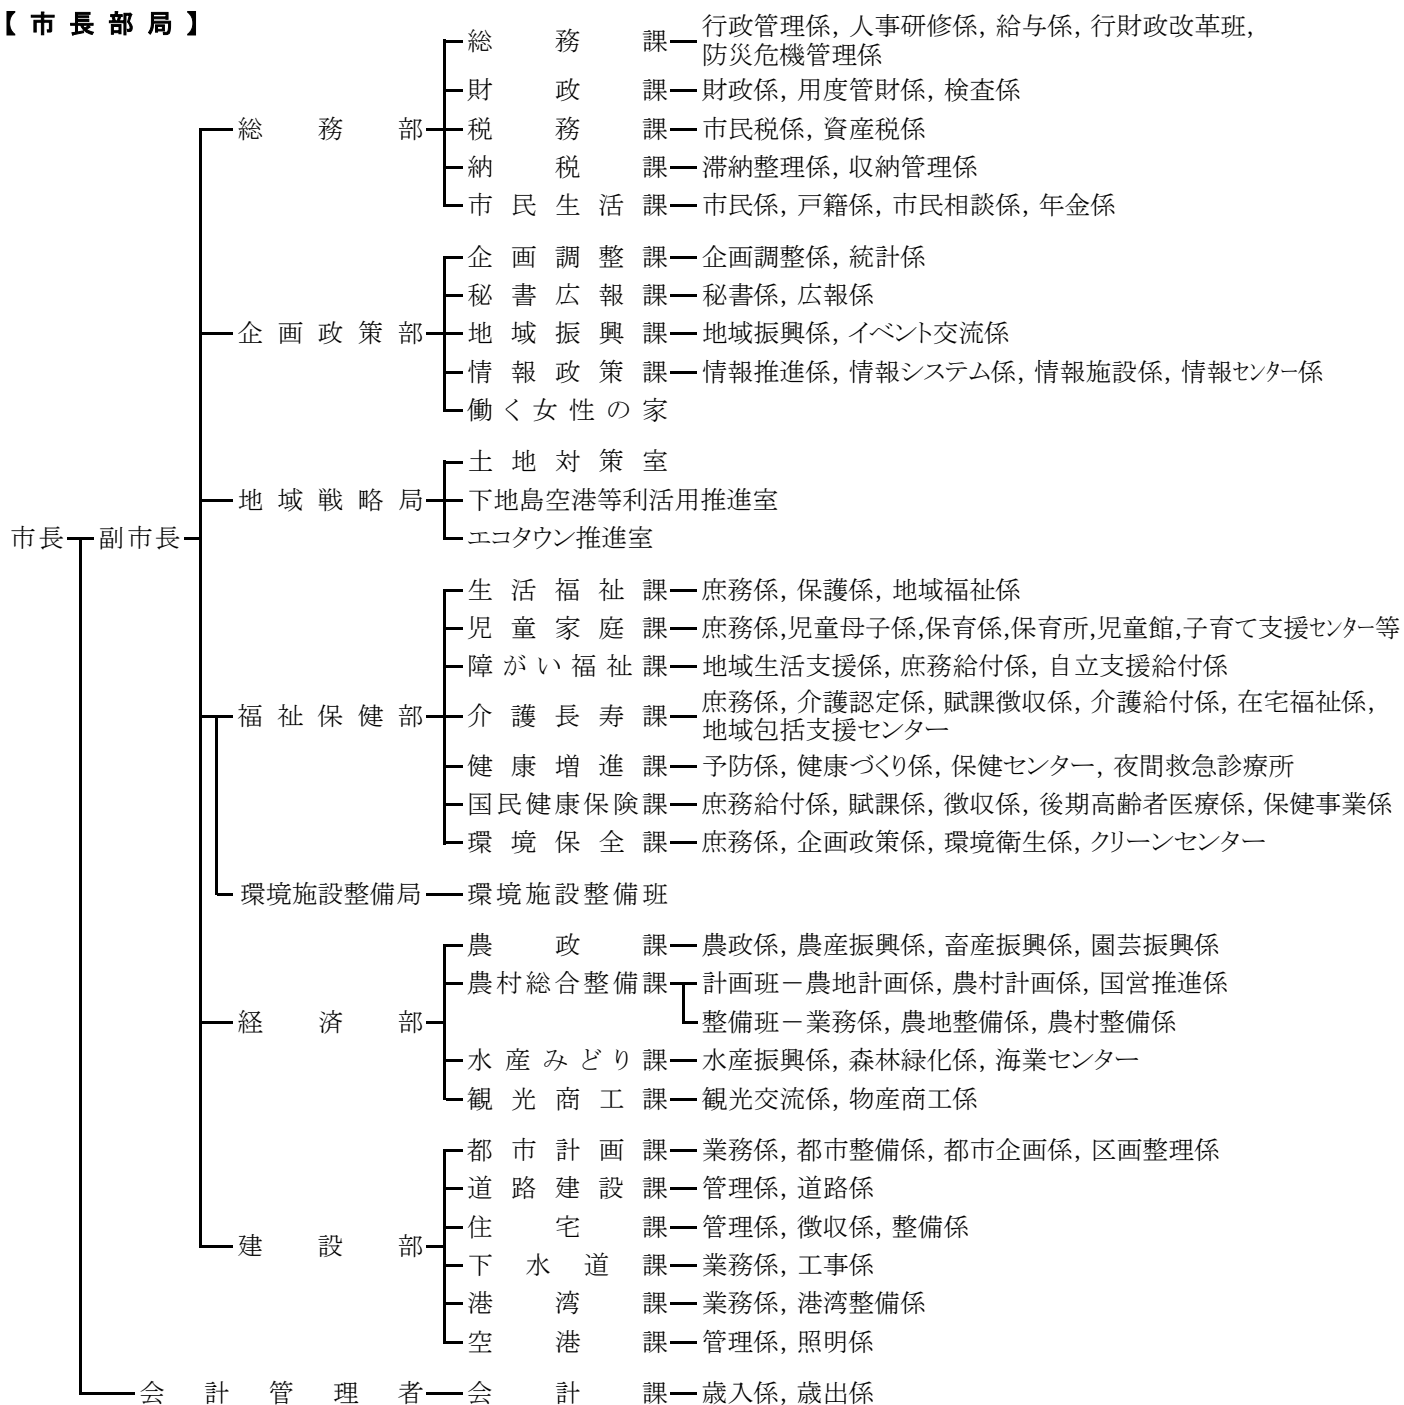 【市長部局】
総務課 行政管理係, 人事研修係, 給与係, 行財政改革班,
防災危機管理係
財政課 財政係, 用度管財係, 検査係
総務部 税務課 市民税係, 資産税係
納税課 滞納整理係, 収納管理係
市民生活課 市民係, 戸籍係, 市民相談係, 年金係
企画調整課 企画調整係, 統計係
秘書広報課 秘書係, 広報係
企画政策部 地域振興課 地域振興係, イベント交流係
情報政策課 情報推進係, 情報システム係, 情報施設係, 情報センター係
働く女性の家
土地対策室
地域戦略局 下地島空港等利活用推進室
市長 副市長 エコタウン推進室
生活福祉課 庶務係, 保護係, 地域福祉係
児童家庭課 庶務係,児童母子係,保育係,保育所,児童館,子育て支援センター等
障がい福祉課 地域生活支援係, 庶務給付係, 自立支援給付係
福祉保健部 介護長寿課 庶務係, 介護認定係, 賦課徴収係, 介護給付係, 在宅福祉係,
地域包括支援センター
健康増進課 予防係, 健康づくり係, 保健センター, 夜間救急診療所
国民健康保険課 庶務給付係, 賦課係, 徴収係, 後期高齢者医療係, 保健事業係
環境保全課 庶務係, 企画政策係, 環境衛生係, クリーンセンター
環境施設整備局 環境施設整備班
農政課 農政係, 農産振興係, 畜産振興係, 園芸振興係
農村総合整備課 計画班－農地計画係, 農村計画係, 国営推進係
経済部 整備班－業務係, 農地整備係, 農村整備係
水産みどり課 水産振興係, 森林緑化係, 海業センター
観光商工課 観光交流係, 物産商工係
都市計画課 業務係, 都市整備係, 都市企画係, 区画整理係
道路建設課 管理係, 道路係
住宅課 管理係, 徴収係, 整備係
建設部 下水道課 業務係, 工事係
港湾課 業務係, 港湾整備係
空港課 管理係, 照明係
会計管理者 会計課 歳入係, 歳出係